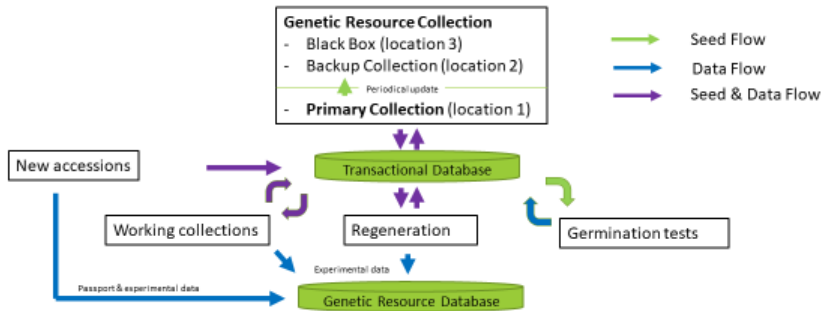 Genetic Resource Collection
- Black Box (location 3)
- Backup Collection (location 2)
Periodical update
- Primary Collection (location 1)
Seed Flow
Data Flow
Seed & Data Flow
New accessions
Transactional Database
Working collections
Regeneration
Germination tests
Experimental data
Passport & experimental data
Genetic Resource Database